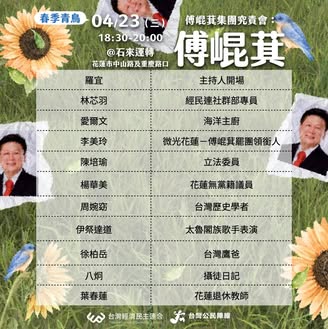 春季青鳥
04/23(三)
18:30-20:00
@石來運轉
花蓮市中山路及重慶路口
傅崐萁集團究責會：
傅崐萁
羅宜 主持人開場
林芯羽 經民連社群部專員
愛爾文 海洋主廚
李美玲 微光花蓮－傅崐萁罷團領銜人
陳培瑜 立法委員
楊華美 花蓮無黨籍議員
周婉窈 台灣歷史學者
伊祭達道 太魯閣族歌手表演
徐柏岳 台灣鷹爸
八炯 攝徒日記
葉春蓮 花蓮退休教師
台灣經濟民主連合
台灣公民陣線